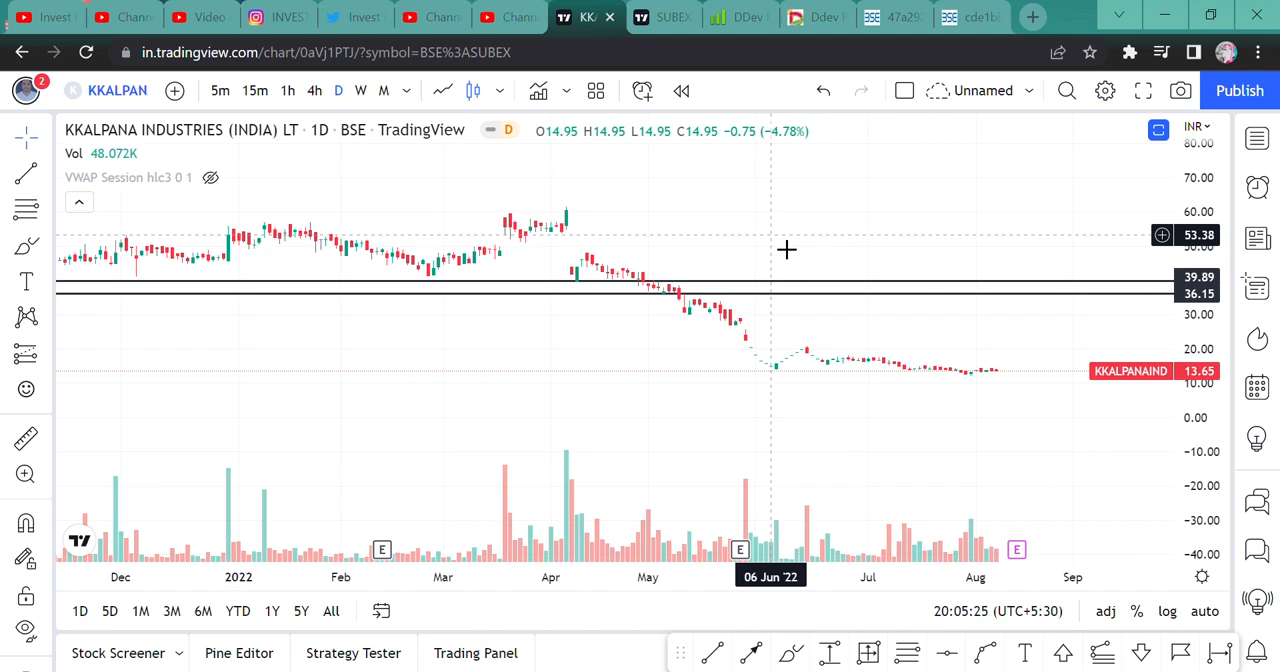 Invest
Chann
Video
INVEST
Invest
Chann
Chann
KK
SUBEX
DDev
Ddev
47a292
cde1b
in.tradingview.com/chart/0aVj1PTJ/?symbol=BSE%3ASUBEX
2
K KKALPAN 5m 15m 1h 4h D W M Unnamed Publish
KKALPANA INDUSTRIES (INDIA) LT · 1D · BSE · TradingView D O14.95 H14.95 L14.95 C14.95 −0.75 (−4.78%)
Vol 48.072K
VWAP Session hlc3 0 1
INR
80.00
70.00
60.00
53.38
39.89
36.15
30.00
20.00
KKALPANAIND 13.65
10.00
0.00
−10.00
−20.00
−30.00
−40.00
E E E
Dec 2022 Feb Mar Apr May 06 Jun '22 Jul Aug Sep
1D 5D 1M 3M 6M YTD 1Y 5Y All 20:05:25 (UTC+5:30) adj % log auto
Stock Screener Pine Editor Strategy Tester Trading Panel